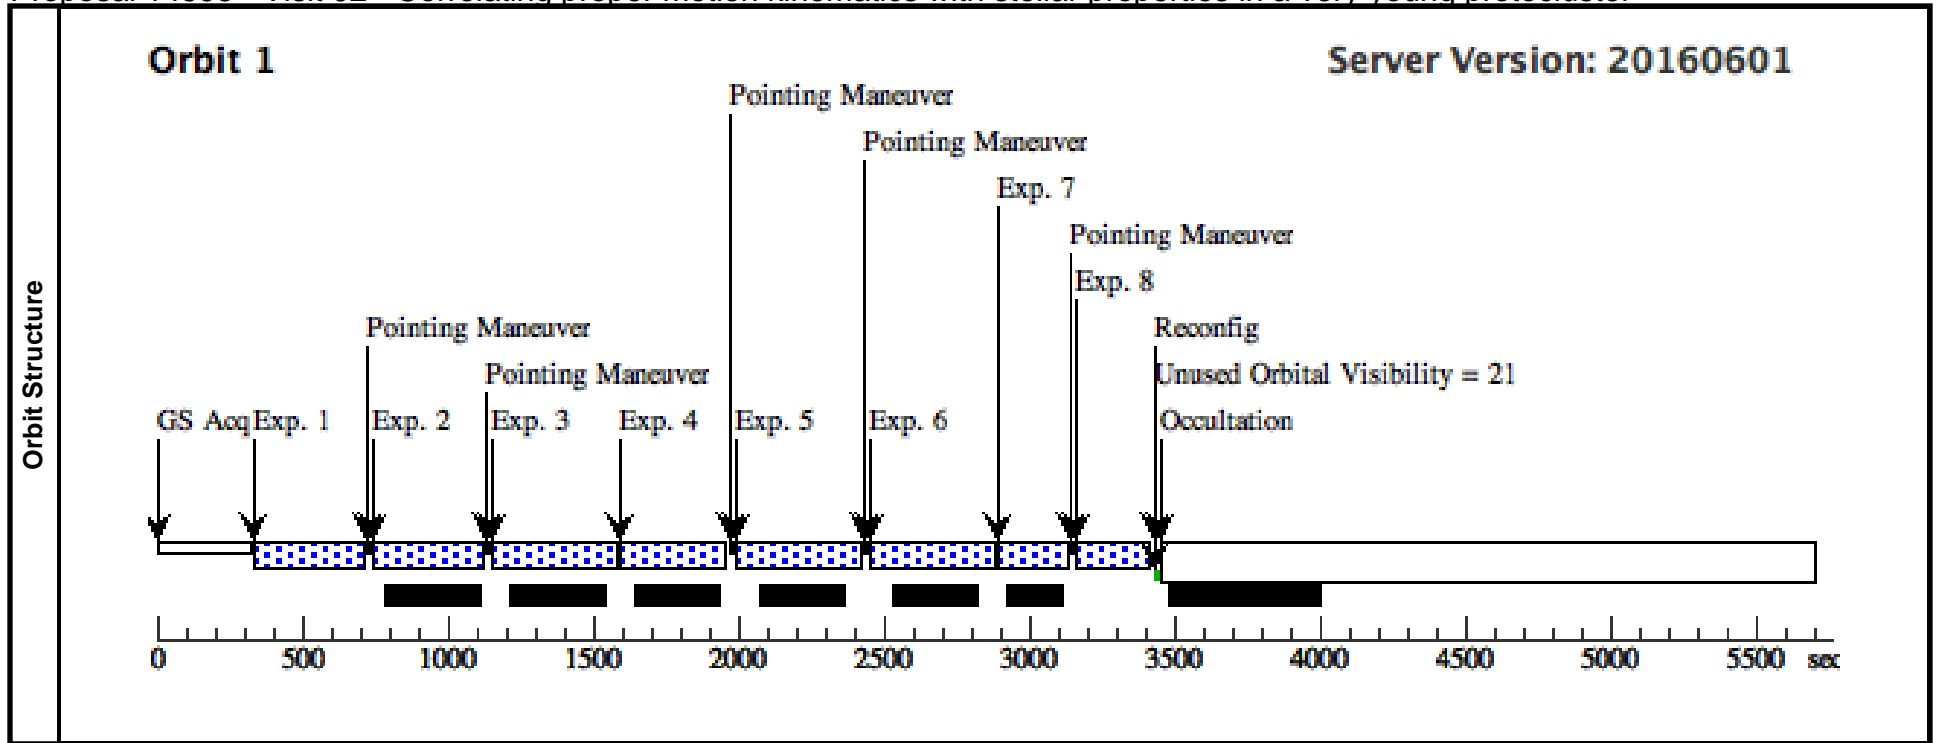 Orbit 1
Server Version: 20160601
Pointing Maneuver
Pointing Maneuver
Exp. 7
Pointing Maneuver
Exp. 8
Pointing Maneuver
Reconfig
Pointing Maneuver
Unused Orbital Visibility = 21
GS Acq Exp. 1 Exp. 2 Exp. 3 Exp. 4 Exp. 5 Exp. 6 Occultation
Orbit Structure
0 500 1000 1500 2000 2500 3000 3500 4000 4500 5000 5500 sec